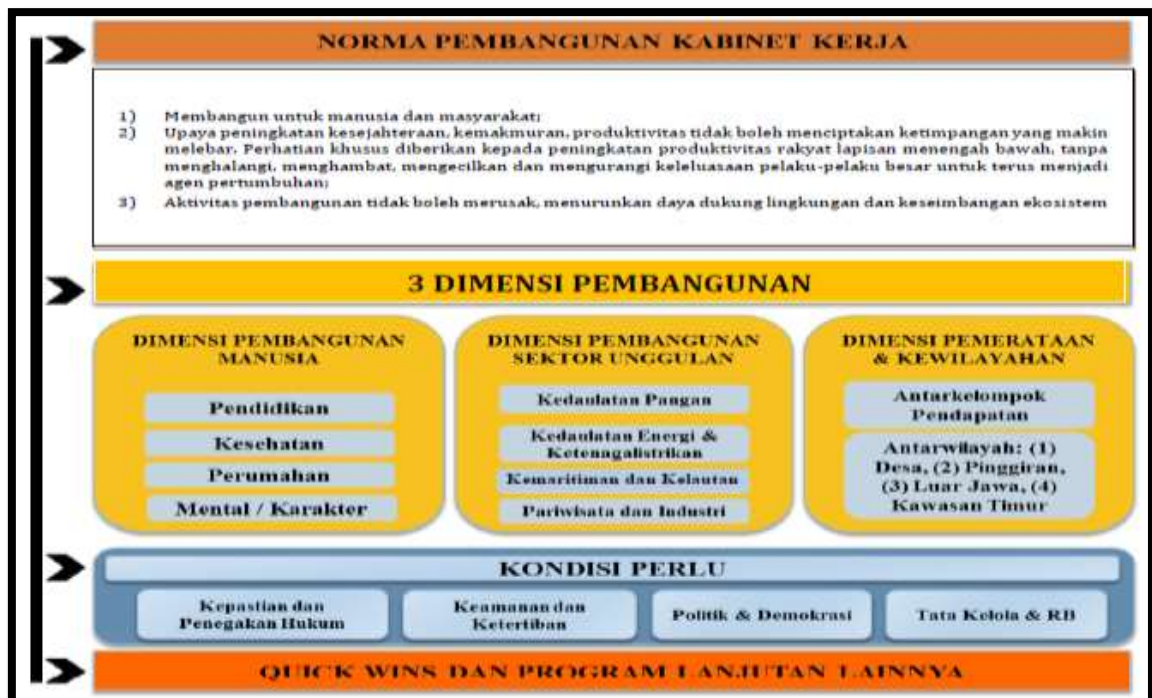 NORMA PEMBANGUNAN KABINET KERJA
1) Membangun untuk manusia dan masyarakat;
2) Upaya peningkatan kesejahteraan, kemakmuran, produktivitas tidak boleh menciptakan ketimpangan yang makin
melebar. Perhatian khusus diberikan kepada peningkatan produktivitas rakyat lapisan menengah bawah, tanpa
menghalangi, menghambat, mengecilkan dan mengurangi keleluasaan pelaku-pelaku besar untuk terus menjadi
agen pertumbuhan;
3) Aktivitas pembangunan tidak boleh merusak, menurunkan daya dukung lingkungan dan keseimbangan ekosistem
3 DIMENSI PEMBANGUNAN
DIMENSI PEMBANGUNAN
MANUSIA
Pendidikan
Kesehatan
Perumahan
Mental / Karakter
DIMENSI PEMBANGUNAN
SEKTOR UNGGULAN
Kedaulatan Pangan
Kedaulatan Energi &
Ketenagalistrikan
Kemaritiman dan Kelautan
Pariwisata dan Industri
DIMENSI PEMERATAAN
& KEWILAYAHAN
Antarkelompok
Pendapatan
Antarwilayah: (1)
Desa, (2) Pinggiran,
(3) Luar Jawa, (4)
Kawasan Timur
KONDISI PERLU
Kepastian dan
Penegakan Hukum
Keamanan dan
Ketertiban
Politik & Demokrasi
Tata Kelola & RB
QUICK WINS DAN PROGRAM LANJUTAN LAINNYA